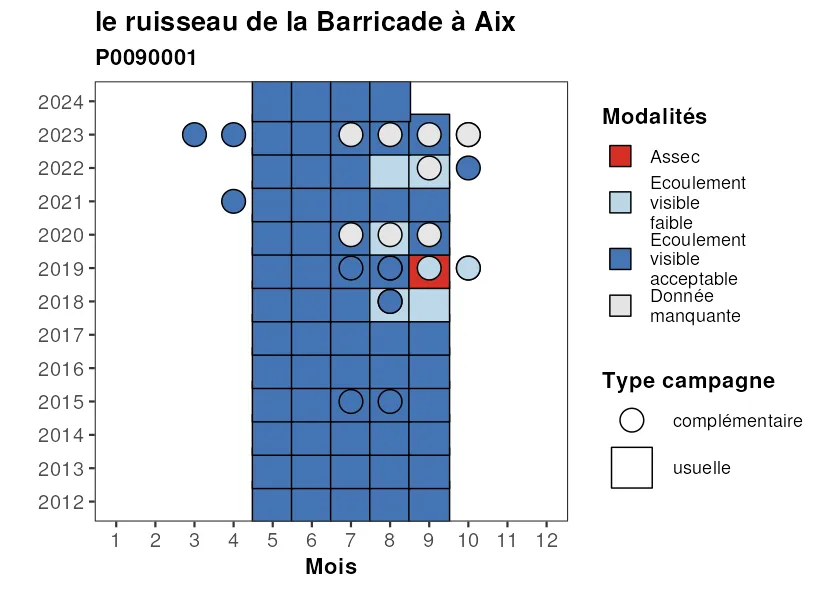 le ruisseau de la Barricade à Aix
P0090001
2024
2023
2022
2021
2020
2019
2018
2017
2016
2015
2014
2013
2012
1 2 3 4 5 6 7 8 9 10 11 12
Mois
Modalités
Assec
Ecoulement
visible
faible
Ecoulement
visible
acceptable
Donnée
manquante
Type campagne
complémentaire
usuelle